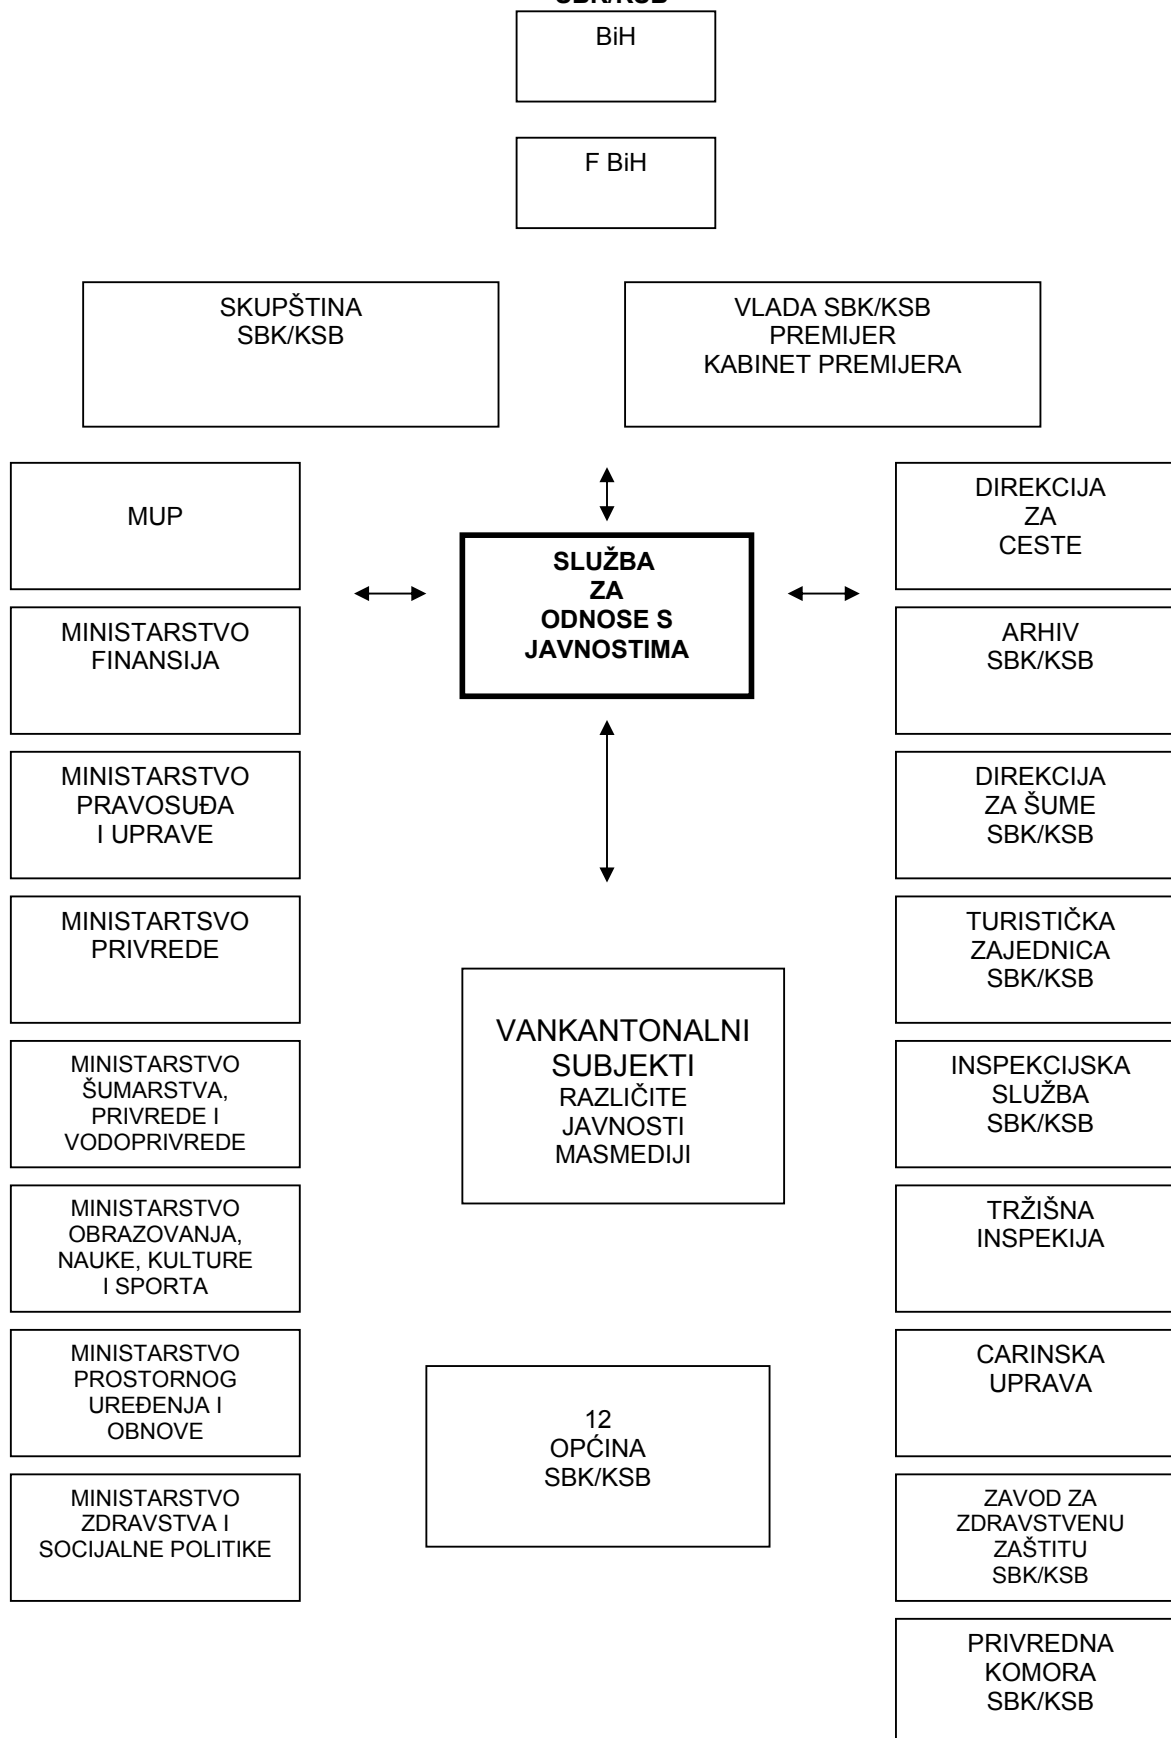 SBK/KSB
BiH
F BiH
SKUPŠTINA
SBK/KSB
VLADA SBK/KSB
PREMIJER
KABINET PREMIJERA
MUP
MINISTARSTVO
FINANSIJA
MINISTARSTVO
PRAVOSUĐA
I UPRAVE
MINISTARTSVO
PRIVREDE
MINISTARSTVO
ŠUMARSTVA,
PRIVREDE I
VODOPRIVREDE
MINISTARSTVO
OBRAZOVANJA,
NAUKE, KULTURE
I SPORTA
MINISTARSTVO
PROSTORNOG
UREĐENJA I
OBNOVE
MINISTARSTVO
ZDRAVSTVA I
SOCIJALNE POLITIKE
SLUŽBA
ZA
ODNOSE S
JAVNOSTIMA
VANKANTONALNI
SUBJEKTI
RAZLIČITE
JAVNOSTI
MASMEDIJI
12
OPĆINA
SBK/KSB
DIREKCIJA
ZA
CESTE
ARHIV
SBK/KSB
DIREKCIJA
ZA ŠUME
SBK/KSB
TURISTIČKA
ZAJEDNICA
SBK/KSB
INSPEKCIJSKA
SLUŽBA
SBK/KSB
TRŽIŠNA
INSPEKIJA
CARINSKA
UPRAVA
ZAVOD ZA
ZDRAVSTVENU
ZAŠTITU
SBK/KSB
PRIVREDNA
KOMORA
SBK/KSB